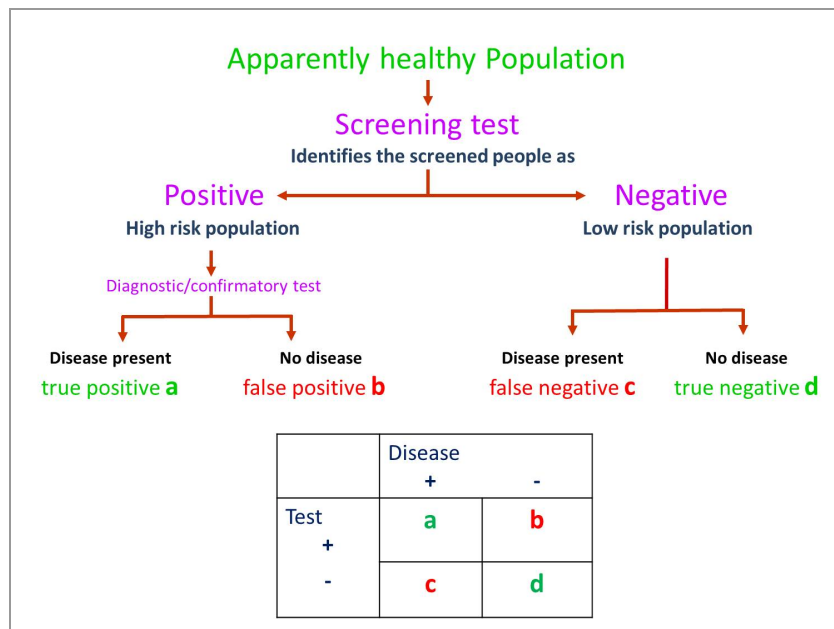 Apparently healthy Population
Screening test
Identifies the screened people as
Positive
Negative
High risk population
Low risk population
Diagnostic/confirmatory test
Disease present
No disease
Disease present
No disease
true positive a
false positive b
false negative c
true negative d
Disease
+ -
Test
a b
+
- c d